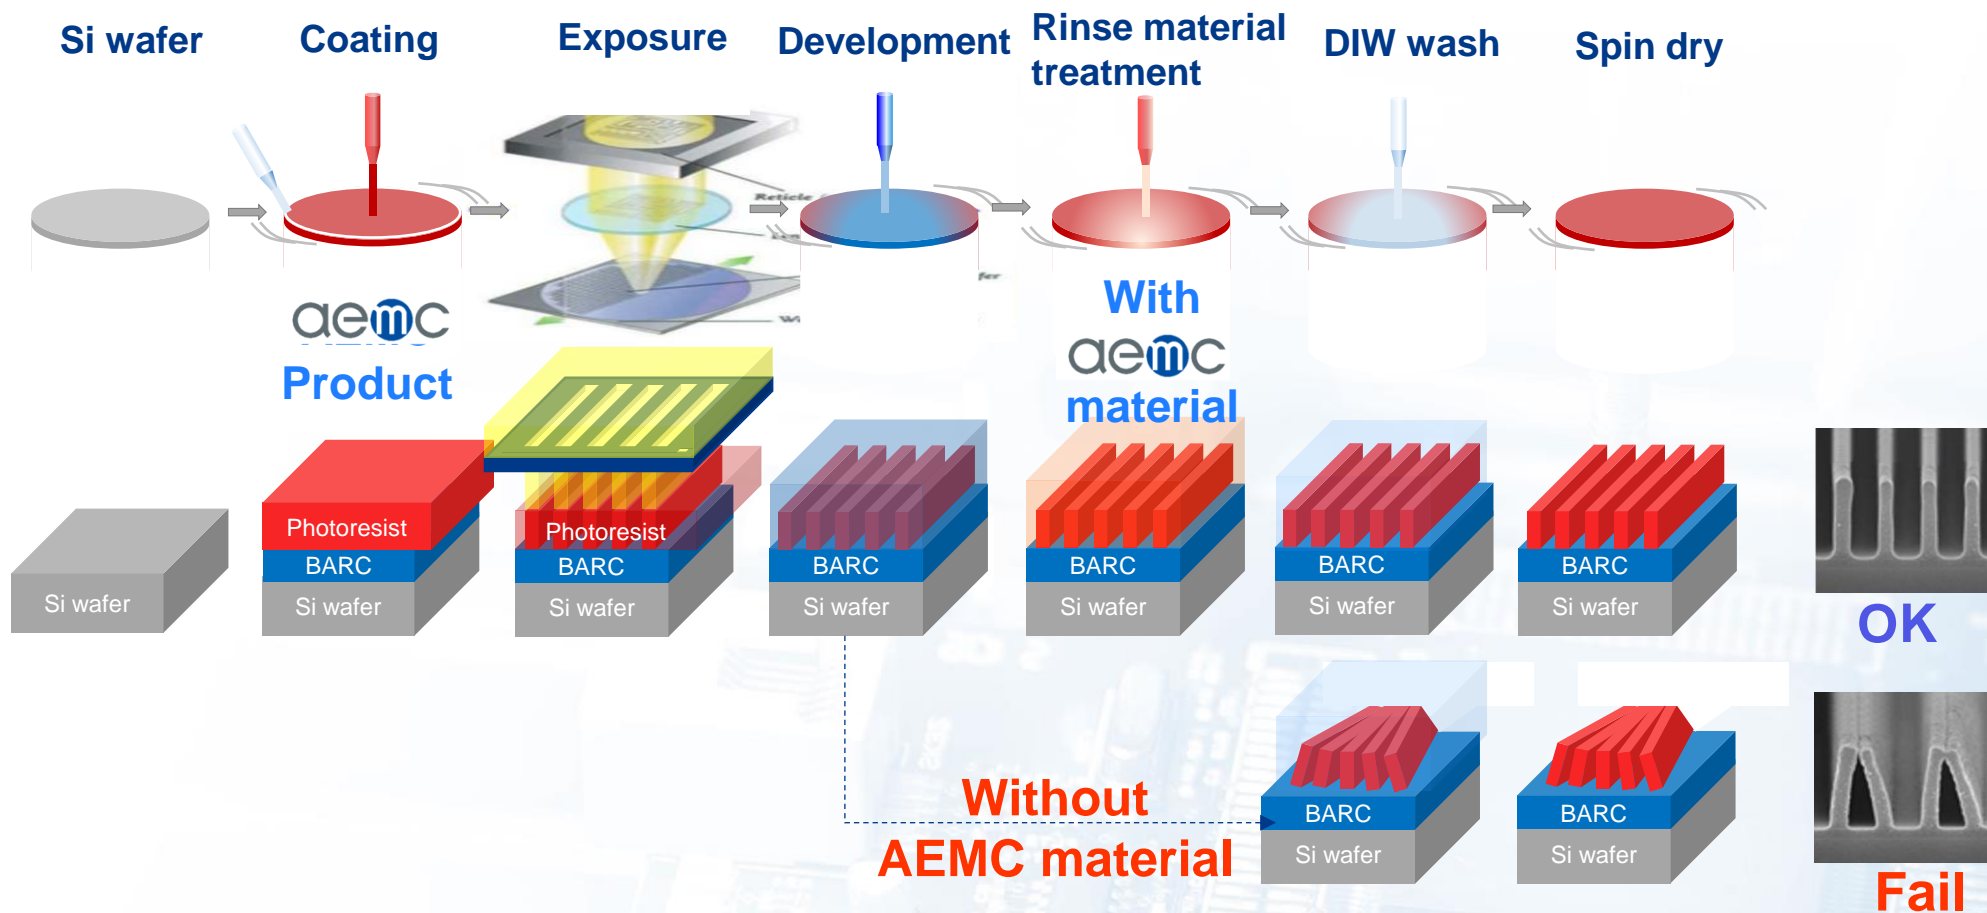 Si wafer
Coating
Exposure
Development
Rinse material
treatment
DIW wash
Spin dry
Reticle
aemc
Product
With
aemc
material
Photoresist
BARC
Si wafer
Si wafer
Photoresist
BARC
Si wafer
BARC
Si wafer
BARC
Si wafer
BARC
Si wafer
BARC
Si wafer
OK
Without
AEMC material
BARC
Si wafer
BARC
Si wafer
Fail